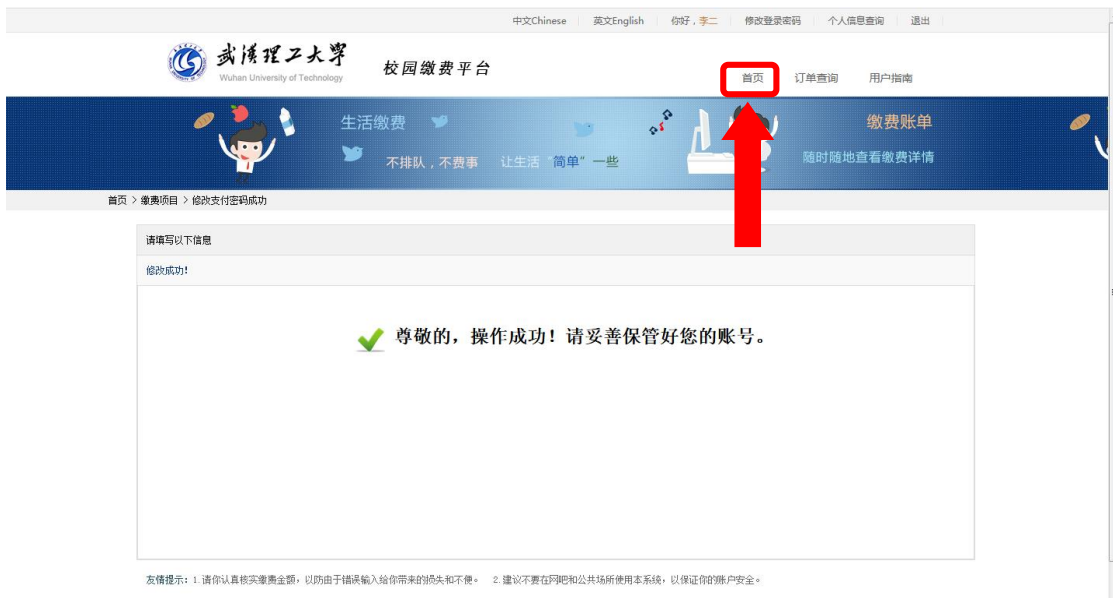 中文Chinese 英文English 你好，李二 修改登录密码 个人信息查询 退出
武汉理工大学
Wuhan University of Technology
校园缴费平台
首页 订单查询 用户指南
生活缴费
不排队，不费事 让生活“简单”一些
缴费账单
随时随地查看缴费详情
首页 > 缴费项目 > 修改支付密码成功
请填写以下信息
修改成功!
尊敬的，操作成功！请妥善保管好您的账号。
友情提示：1.请你认真核实缴费金额，以防由于错误输入给你带来的损失和不便。 2.建议不要在网吧和公共场所使用本系统，以保证你的账户安全。